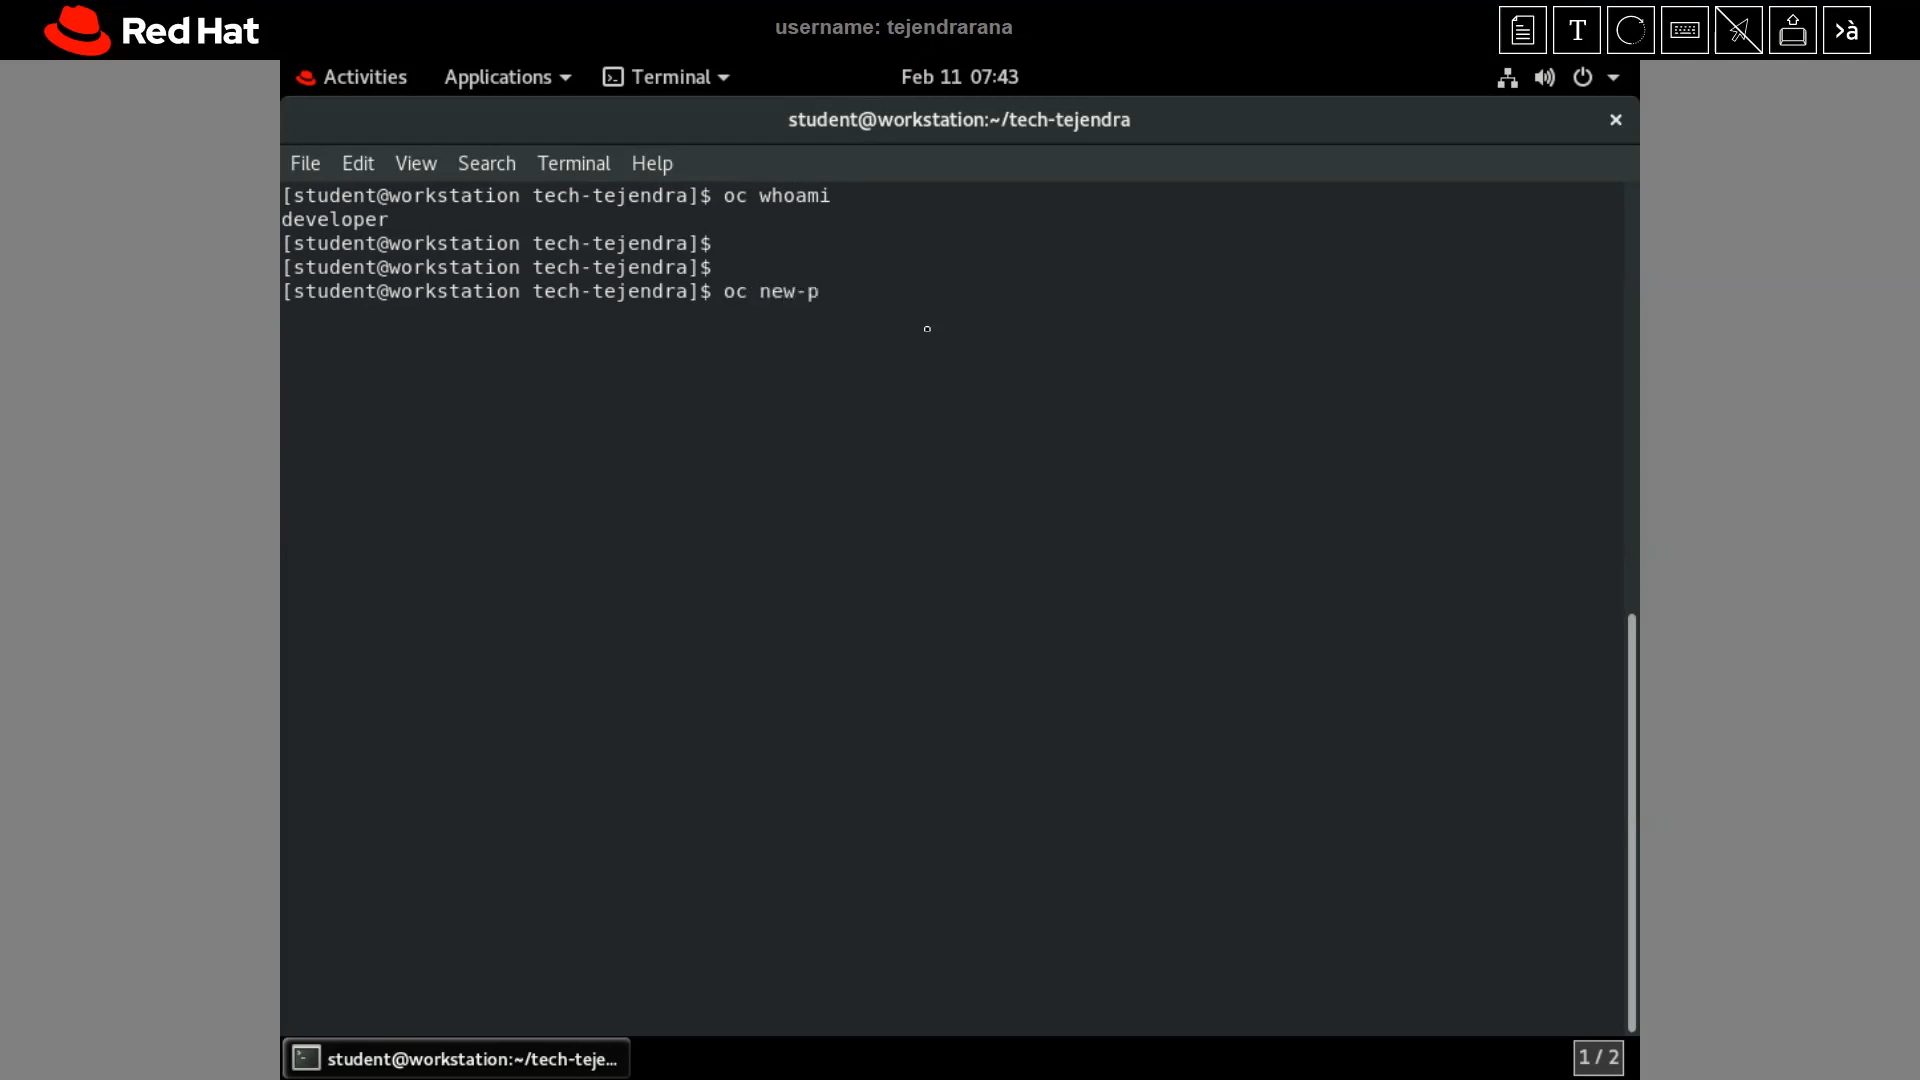 Red Hat
username: tejendrarana
T
>à
Activities Applications Terminal Feb 11 07:43
student@workstation:~/tech-tejendra ×
File Edit View Search Terminal Help
[student@workstation tech-tejendra]$ oc whoami
developer
[student@workstation tech-tejendra]$
[student@workstation tech-tejendra]$
[student@workstation tech-tejendra]$ oc new-p
student@workstation:~/tech-teje...
1 / 2